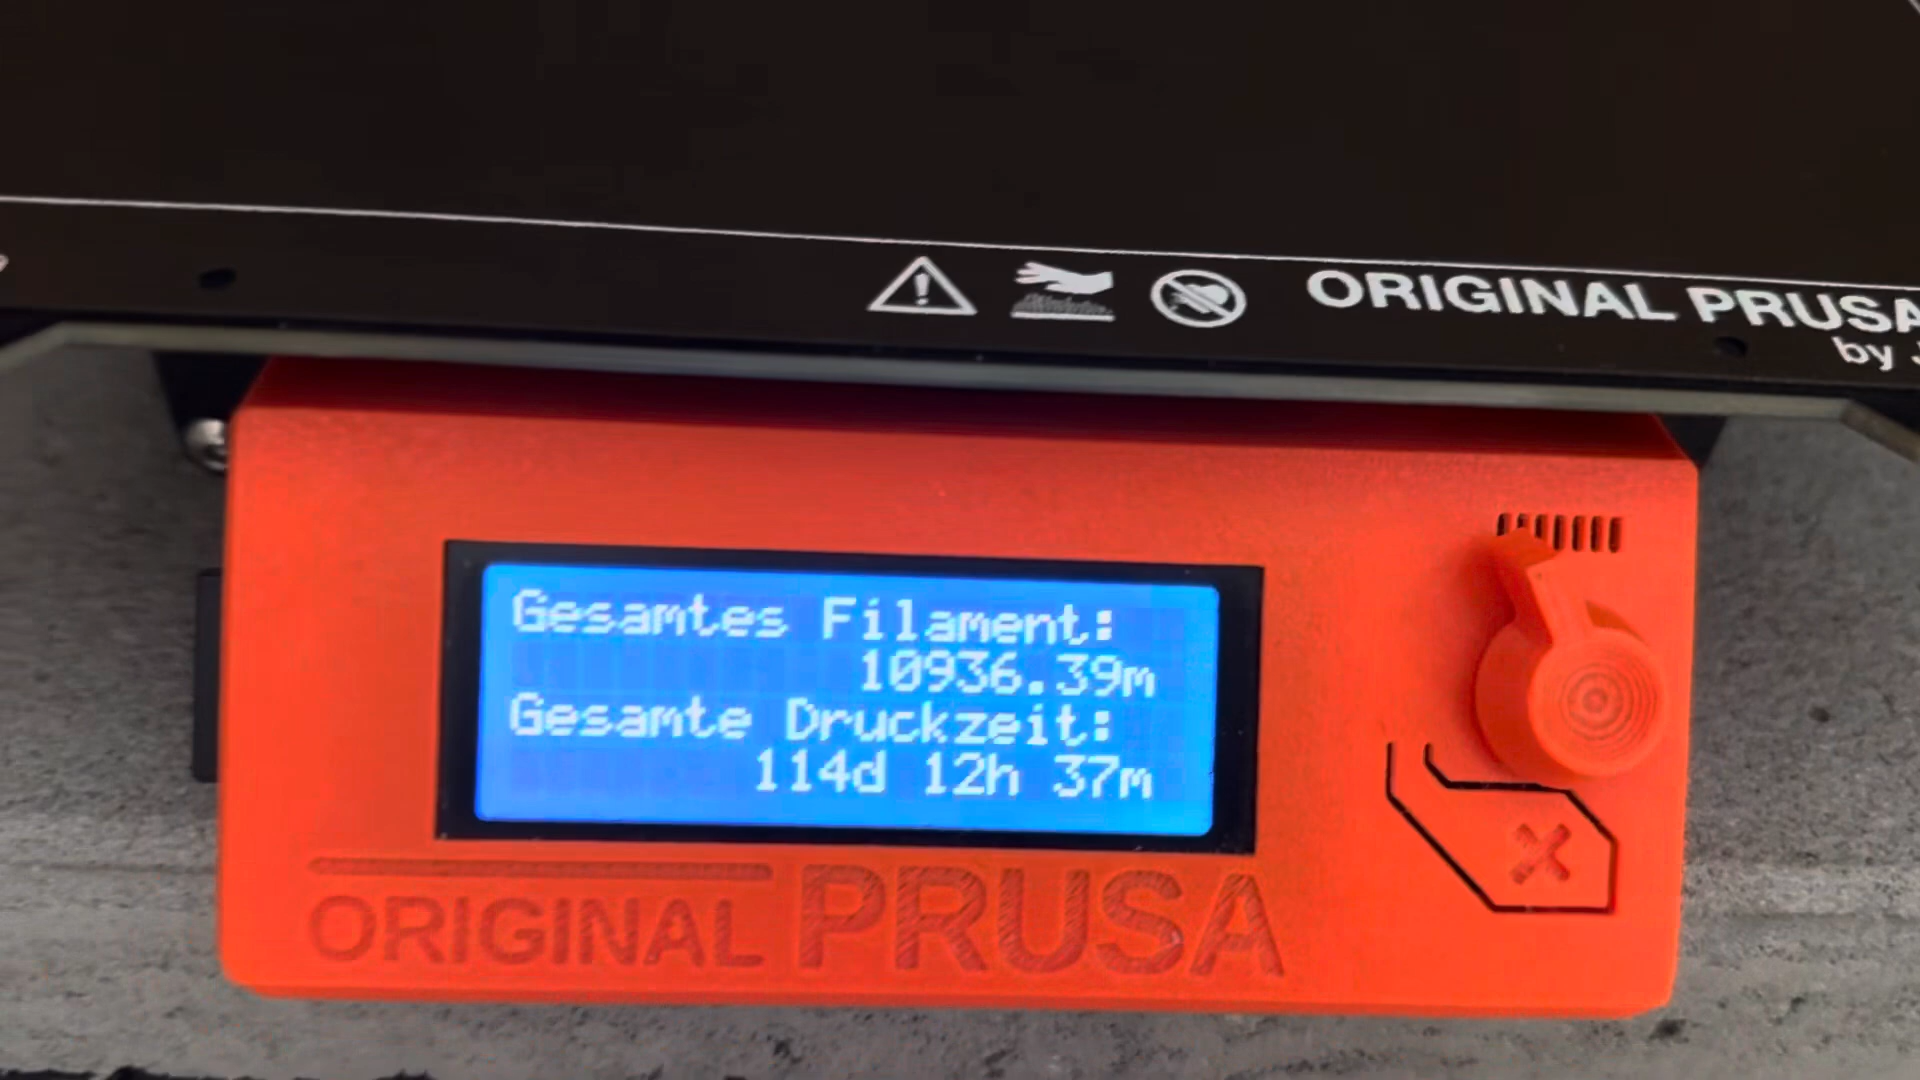 ORIGINAL PRUSA
by
Gesamtes Filament:
10936.39m
Gesamte Druckzeit:
114d 12h 37m
ORIGINAL PRUSA